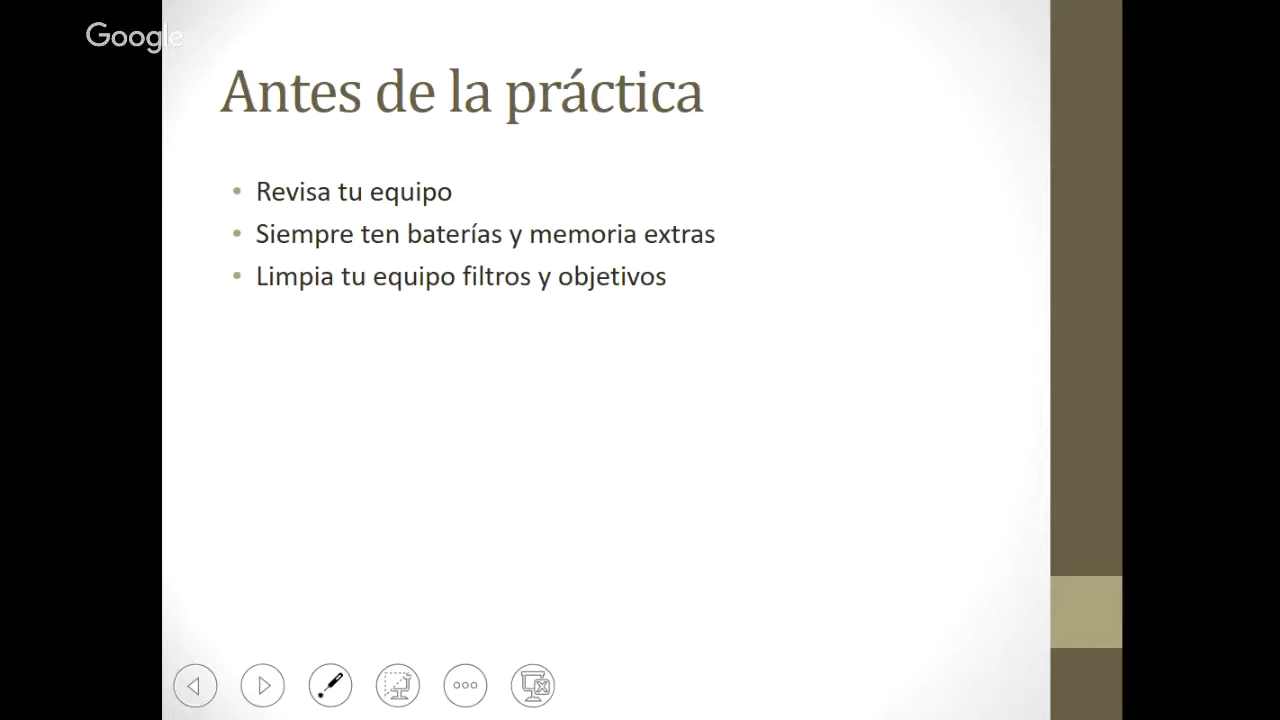 Google
Antes de la práctica
• Revisa tu equipo
• Siempre ten baterías y memoria extras
• Limpia tu equipo filtros y objetivos